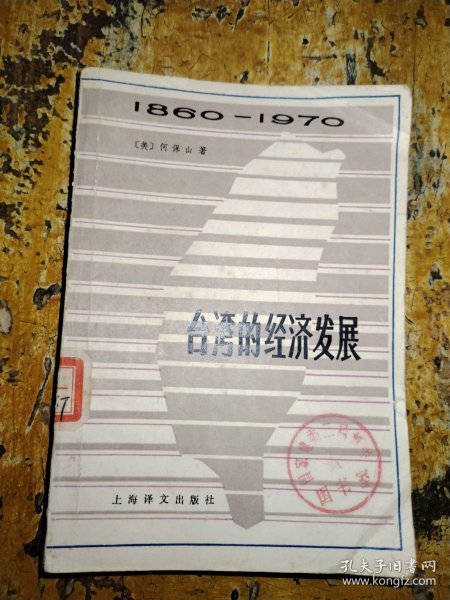 1860-1970
〔美〕何保山著
台湾的经济发展
7
上海译文出版社
孔夫子旧书网
www.kongfz.com